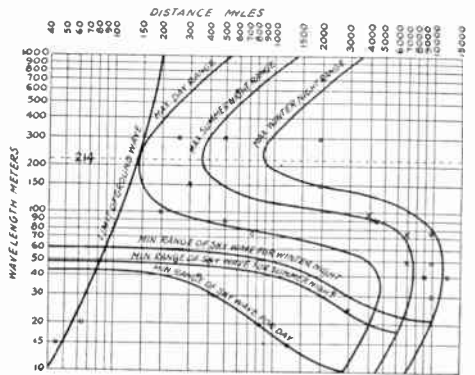 DISTANCE MILES
40 50 60 80 100 150 200 300 400 500 600 800 900 1000 1500 2000 3000 4000 5000 6000 7000 8000 10000 15000
1000
900
800
700
600
500
400
300
200
214
150
100
90
80
70
60
50
40
30
20
15
10
WAVELENGTH METERS
LIMIT OF GROUND WAVE
MAX DAY RANGE
MAX SUMMER NIGHT RANGE
MAX WINTER NIGHT RANGE
MIN RANGE OF SKY WAVE FOR WINTER NIGHT
MIN RANGE OF SKY WAVE FOR SUMMER NIGHT
MIN RANGE OF SKY WAVE FOR DAY